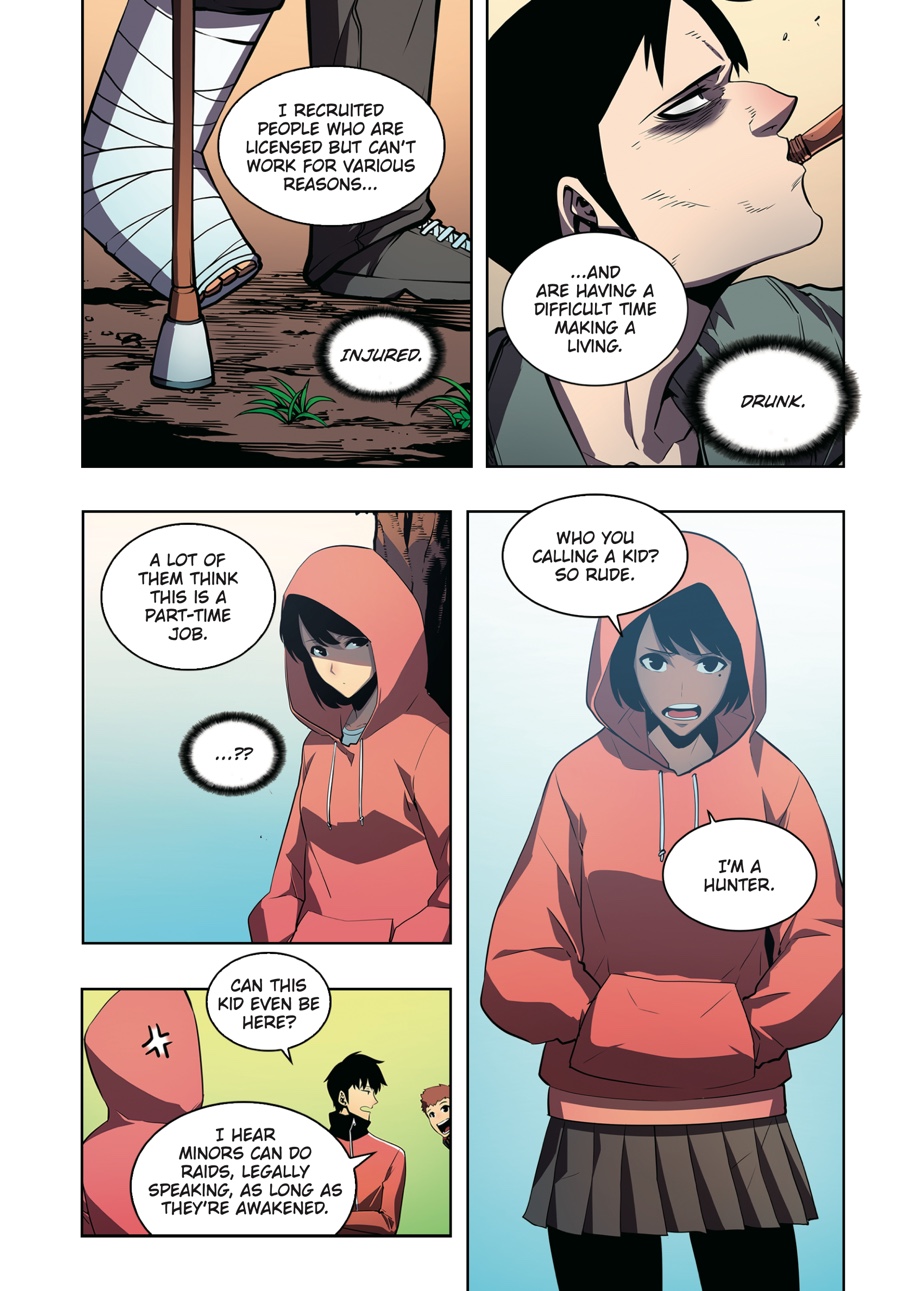 I RECRUITED
PEOPLE WHO ARE
LICENSED BUT CAN'T
WORK FOR VARIOUS
REASONS...
INJURED.
...AND
ARE HAVING A
DIFFICULT TIME
MAKING A
LIVING.
DRUNK.
A LOT OF
THEM THINK
THIS IS A
PART-TIME
JOB.
...??
CAN THIS
KID EVEN BE
HERE?
I HEAR
MINORS CAN DO
RAIDS, LEGALLY
SPEAKING, AS LONG AS
THEY'RE AWAKENED.
WHO YOU
CALLING A KID?
SO RUDE.
I'M A
HUNTER.